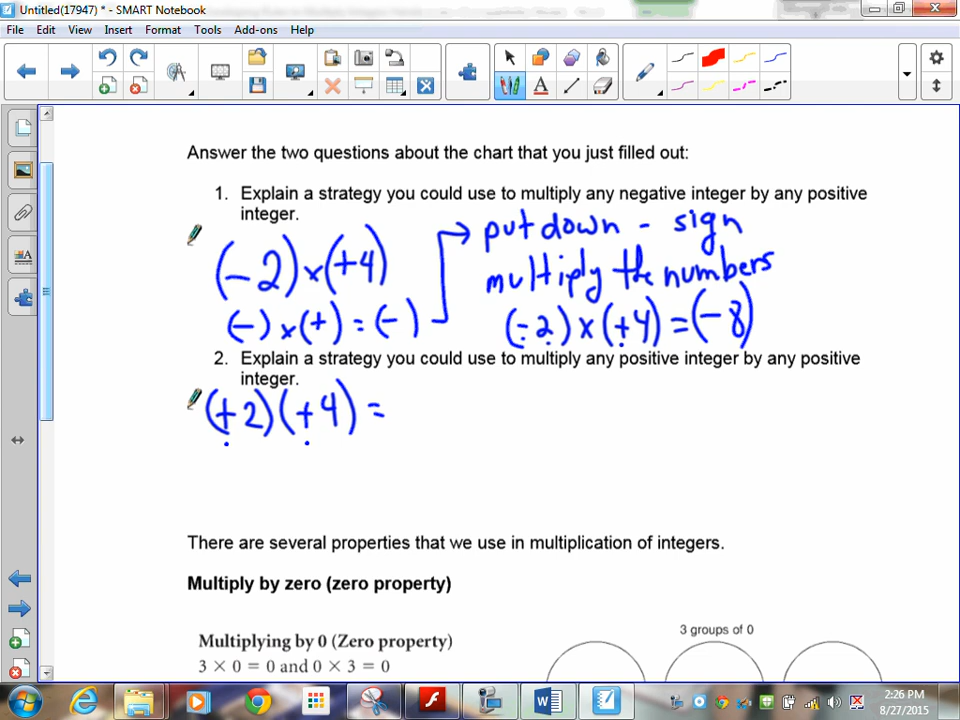 Untitled(17947) * - SMART Notebook
File Edit View Insert Format Tools Add-ons Help
Answer the two questions about the chart that you just filled out:
1. Explain a strategy you could use to multiply any negative integer by any positive
integer.
(-2)×(+4)
(-)×(+)=(-)
put down - sign
multiply the numbers
(-2)×(+4)=(-8)
2. Explain a strategy you could use to multiply any positive integer by any positive
integer.
(+2)(+4)=
There are several properties that we use in multiplication of integers.
Multiply by zero (zero property)
Multiplying by 0 (Zero property)
3 × 0 = 0 and 0 × 3 = 0
3 groups of 0
2:26 PM
8/27/2015